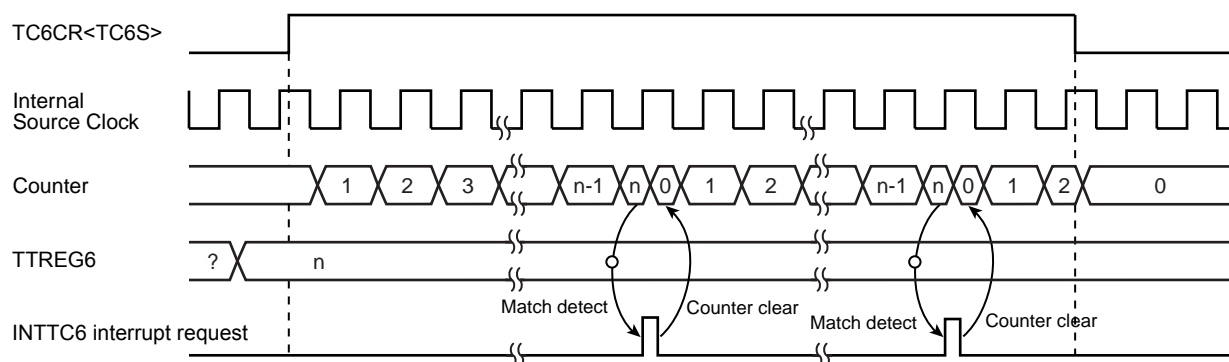 TC6CR<TC6S>
Internal
Source Clock
Counter
1 2 3 n-1 n 0 1 2 n-1 n 0 1 2 0
TTREG6
? n
Match detect Counter clear Match detect Counter clear
INTTC6 interrupt request